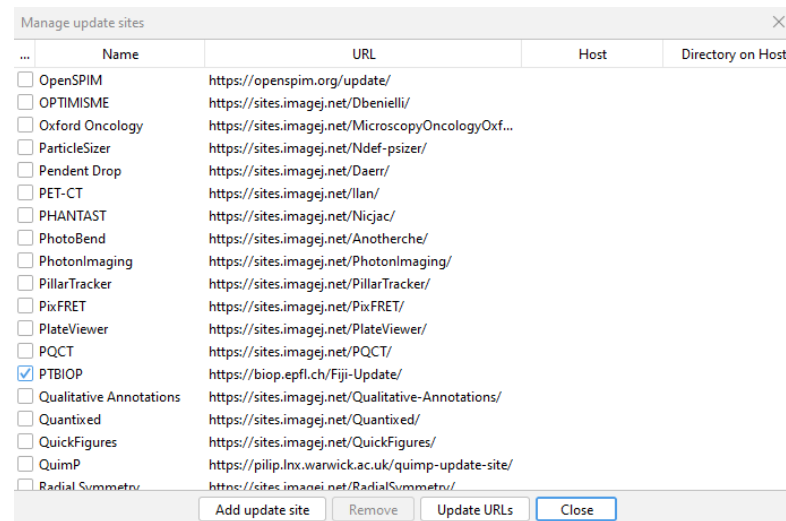 Manage update sites
... Name URL Host Directory on Host
OpenSPIM https://openspim.org/update/
OPTIMISME https://sites.imagej.net/Dbenielli/
Oxford Oncology https://sites.imagej.net/MicroscopyOncologyOxf...
ParticleSizer https://sites.imagej.net/Ndef-psizer/
Pendent Drop https://sites.imagej.net/Daerr/
PET-CT https://sites.imagej.net/Ilan/
PHANTAST https://sites.imagej.net/Nicjac/
PhotoBend https://sites.imagej.net/Anotherche/
PhotonImaging https://sites.imagej.net/PhotonImaging/
PillarTracker https://sites.imagej.net/PillarTracker/
PixFRET https://sites.imagej.net/PixFRET/
PlateViewer https://sites.imagej.net/PlateViewer/
PQCT https://sites.imagej.net/PQCT/
PTBIOP https://biop.epfl.ch/Fiji-Update/
Qualitative Annotations https://sites.imagej.net/Qualitative-Annotations/
Quantixed https://sites.imagej.net/Quantixed/
QuickFigures https://sites.imagej.net/QuickFigures/
QuimP https://pilip.lnx.warwick.ac.uk/quimp-update-site/
Radial Symmetry https://sites.imagej.net/RadialSymmetry/
Add update site Remove Update URLs Close